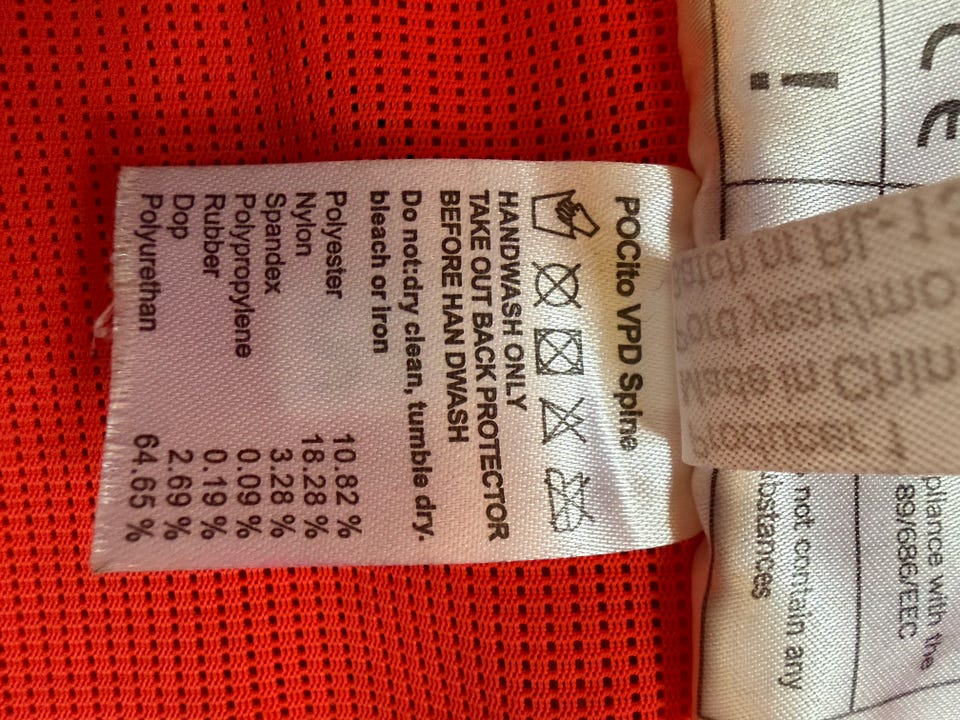 POCito VPD Spine
HANDWASH ONLY
TAKE OUT BACK PROTECTOR
BEFORE HAN DWASH
Do not:dry clean, tumble dry.
bleach or iron
Polyester 10.82 %
Nylon 18.28 %
Spandex 3.28 %
Polypropylene 0.09 %
Rubber 0.19 %
Dop 2.69 %
Polyurethan 64.65 %
CE
!
with the
89/686/EEC
not contain any